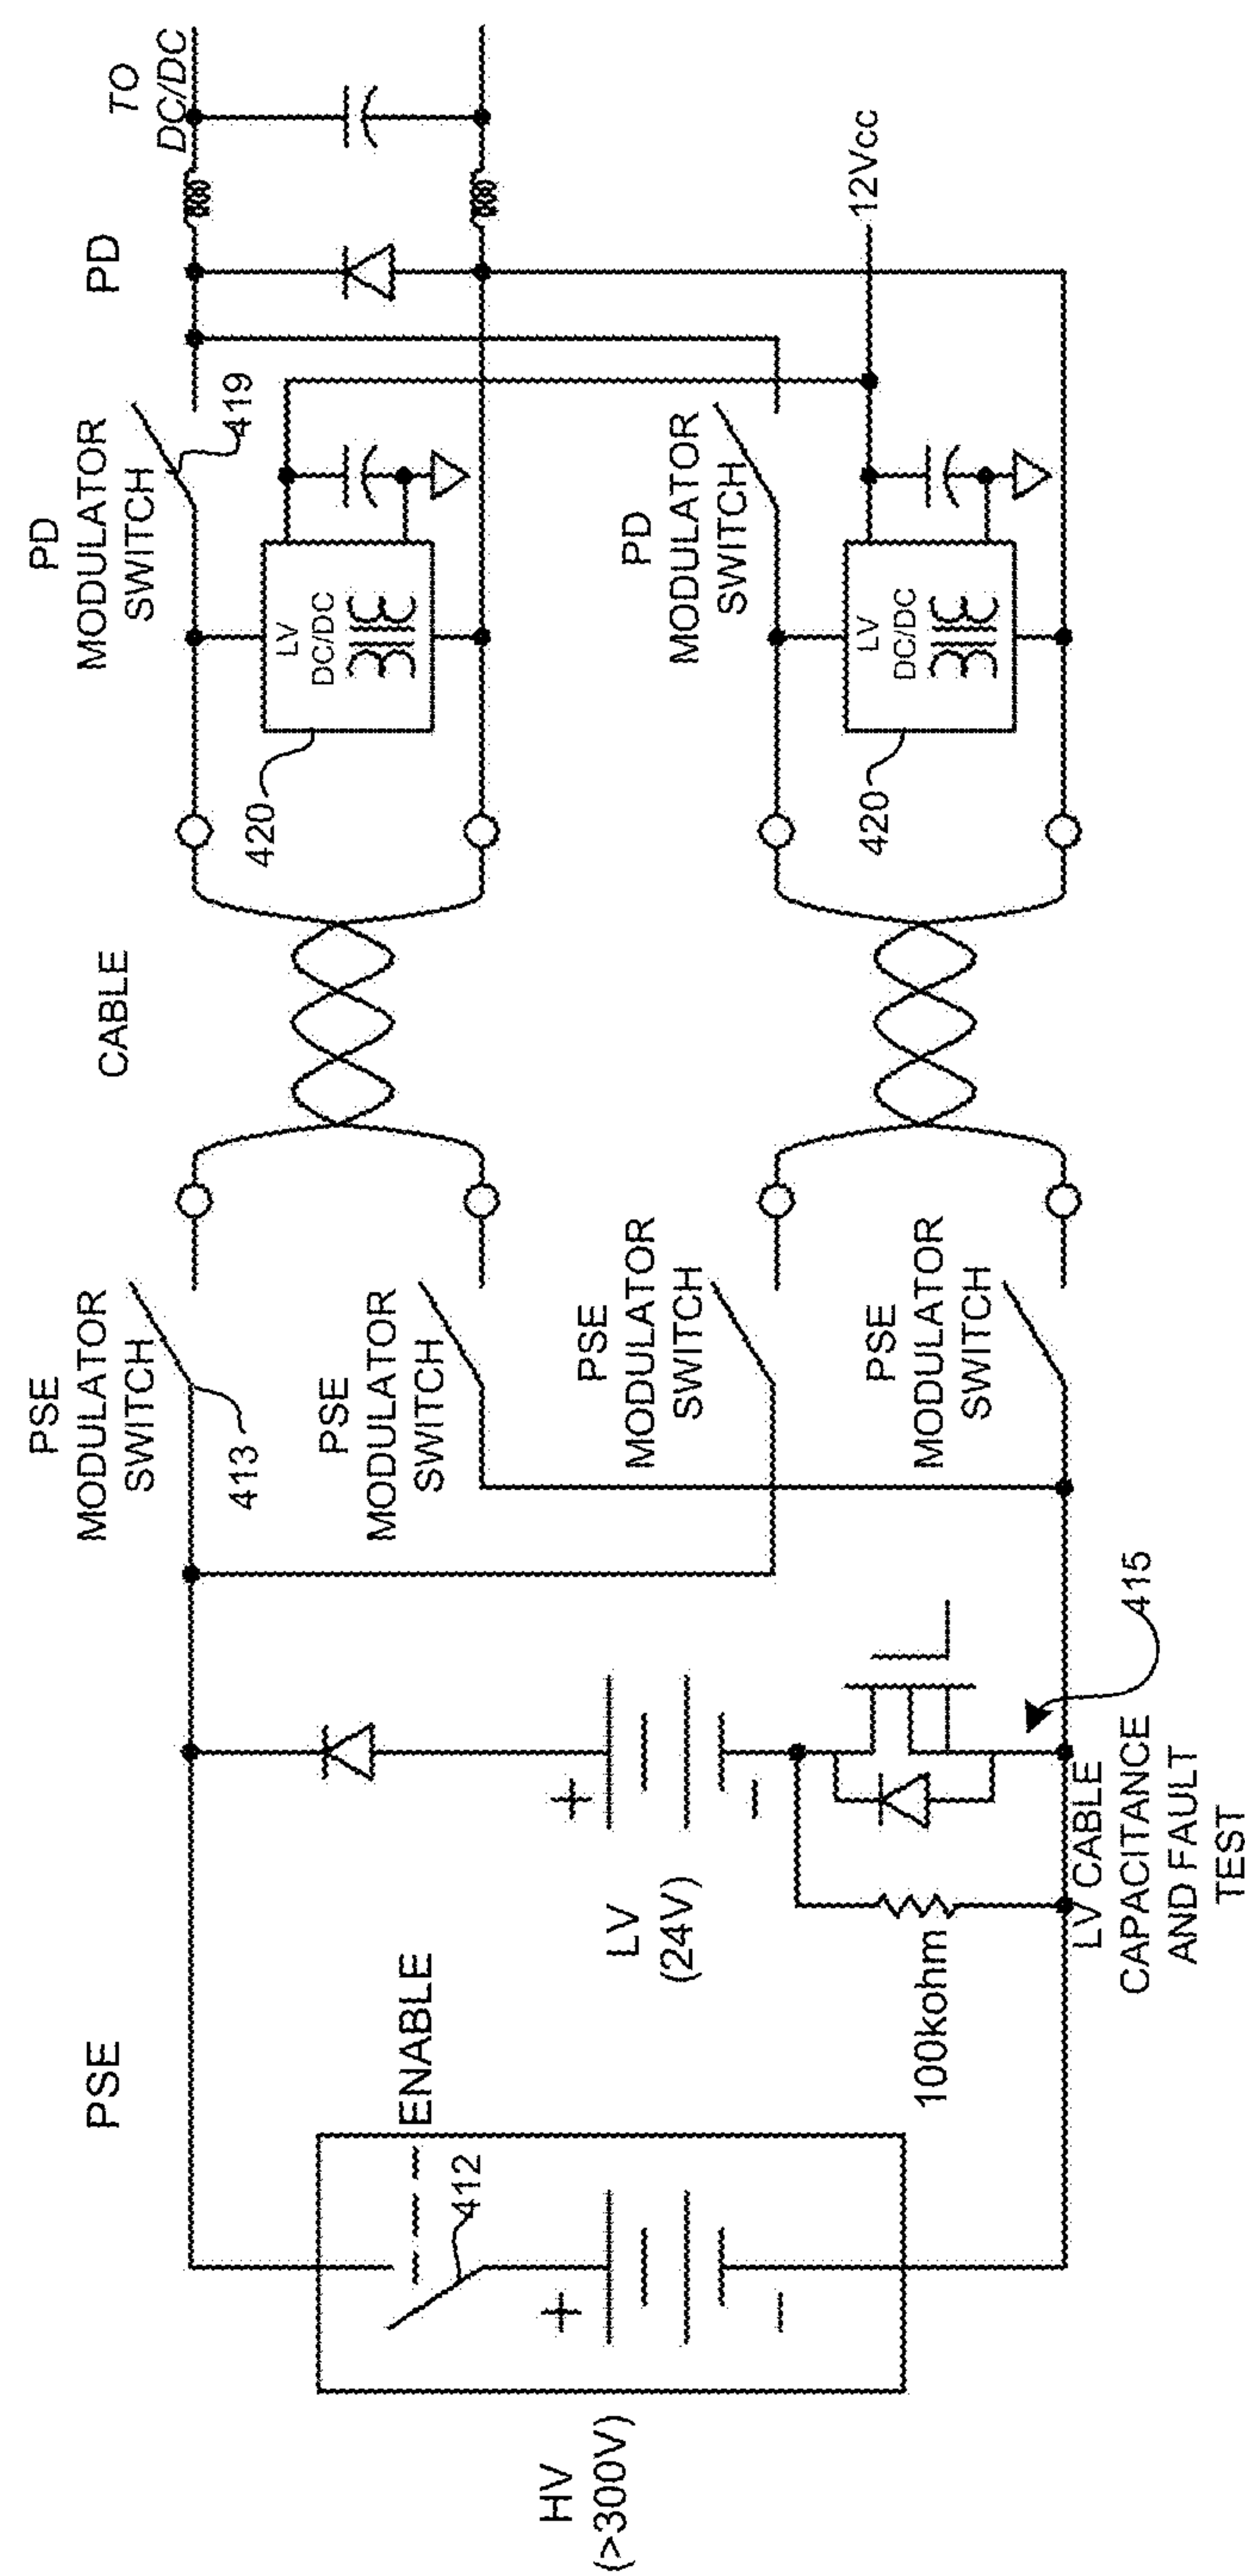 PSE
HV
(>300V)
ENABLE
412
+
−
LV
(24V)
+
−
100kohm
LV CABLE
CAPACITANCE
AND FAULT
TEST
415
PSE
MODULATOR
SWITCH
413
PSE
MODULATOR
SWITCH
PSE
MODULATOR
SWITCH
PSE
MODULATOR
SWITCH
CABLE
PD
PD
MODULATOR
SWITCH
419
LV
DC/DC
420
PD
MODULATOR
SWITCH
LV
DC/DC
420
12Vcc
TO
DC/DC